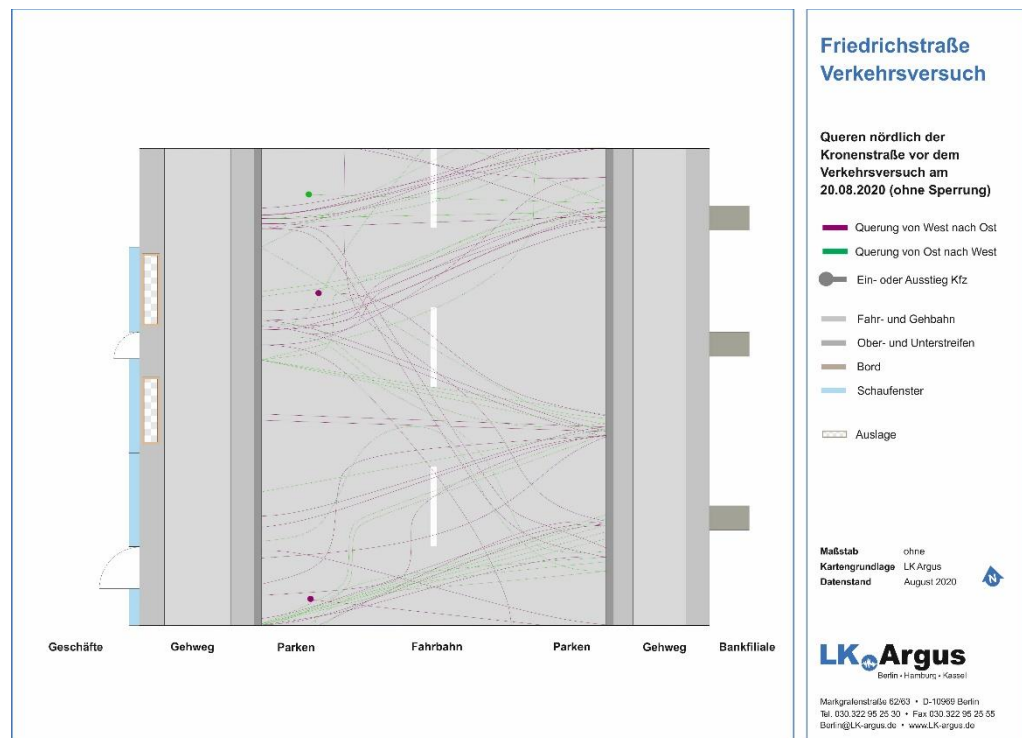 Friedrichstraße
Verkehrsversuch
Queren nördlich der
Kronenstraße vor dem
Verkehrsversuch am
20.08.2020 (ohne Sperrung)
Querung von West nach Ost
Querung von Ost nach West
Ein- oder Ausstieg Kfz
Fahr- und Gehbahn
Ober- und Unterstreifen
Bord
Schaufenster
Auslage
Maßstab ohne
Kartengrundlage LK Argus
Datenstand August 2020
N
Geschäfte Gehweg Parken Fahrbahn Parken Gehweg Bankfiliale
LK Argus
Berlin • Hamburg • Kassel
Markgrafenstraße 62/63 • D-10969 Berlin
Tel. 030.322 95 25 30 • Fax 030.322 95 25 55
Berlin@LK-argus.de • www.LK-argus.de